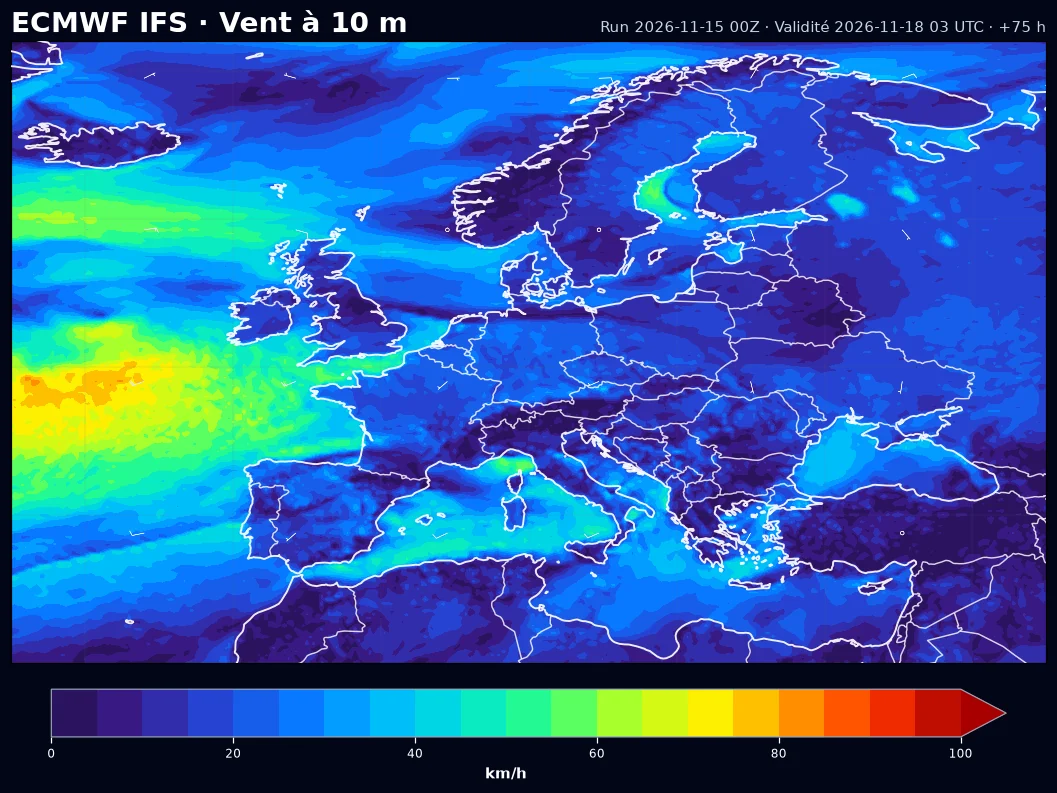 ECMWF IFS · Vent à 10 m
Run 2026-11-15 00Z · Validité 2026-11-18 03 UTC · +75 h
0 20 40 60 80 100
km/h